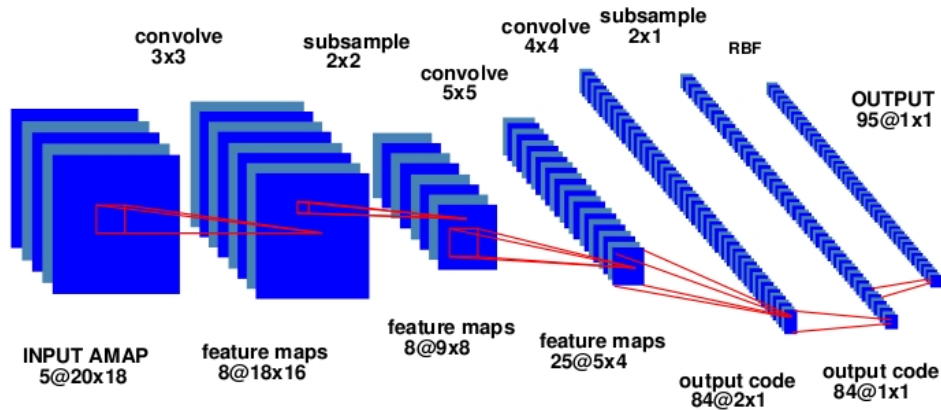 convolve
3x3
subsample
2x2
convolve
5x5
convolve
4x4
subsample
2x1
RBF
OUTPUT
95@1x1
INPUT AMAP
5@20x18
feature maps
8@18x16
feature maps
8@9x8
feature maps
25@5x4
output code
84@2x1
output code
84@1x1